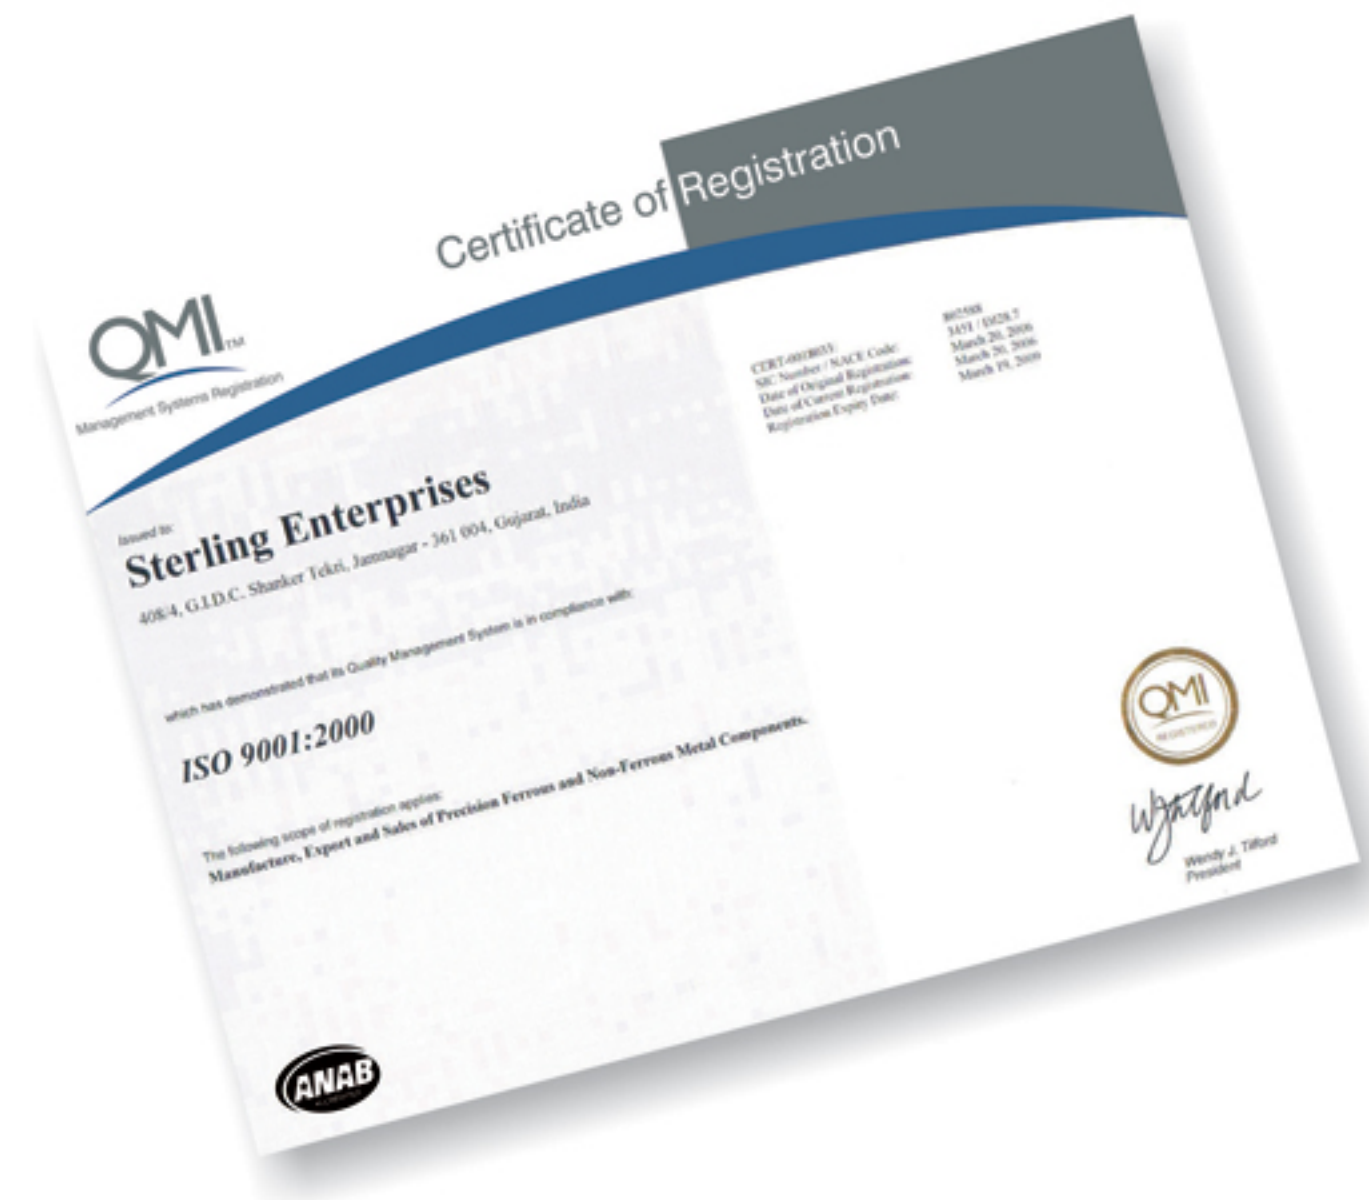 Certificate of Registration
QMI™
Management Systems Registration
Issued to:
Sterling Enterprises
408/4, G.I.D.C. Shanker Tekri, Jamnagar - 361 004, Gujarat, India
SIC Number / NACE Code:
Date of Original Registration: March 20, 2006
Date of Current Registration: March 20, 2006
Registration Expiry Date: March 19, 2009
which has demonstrated that its Quality Management System is in compliance with:
ISO 9001:2000
The following scope of registration applies:
Manufacture, Export and Sales of Precision Ferrous and Non-Ferrous Metal Components.
QMI
REGISTERED
Wendy J. Tilford
President
ANAB